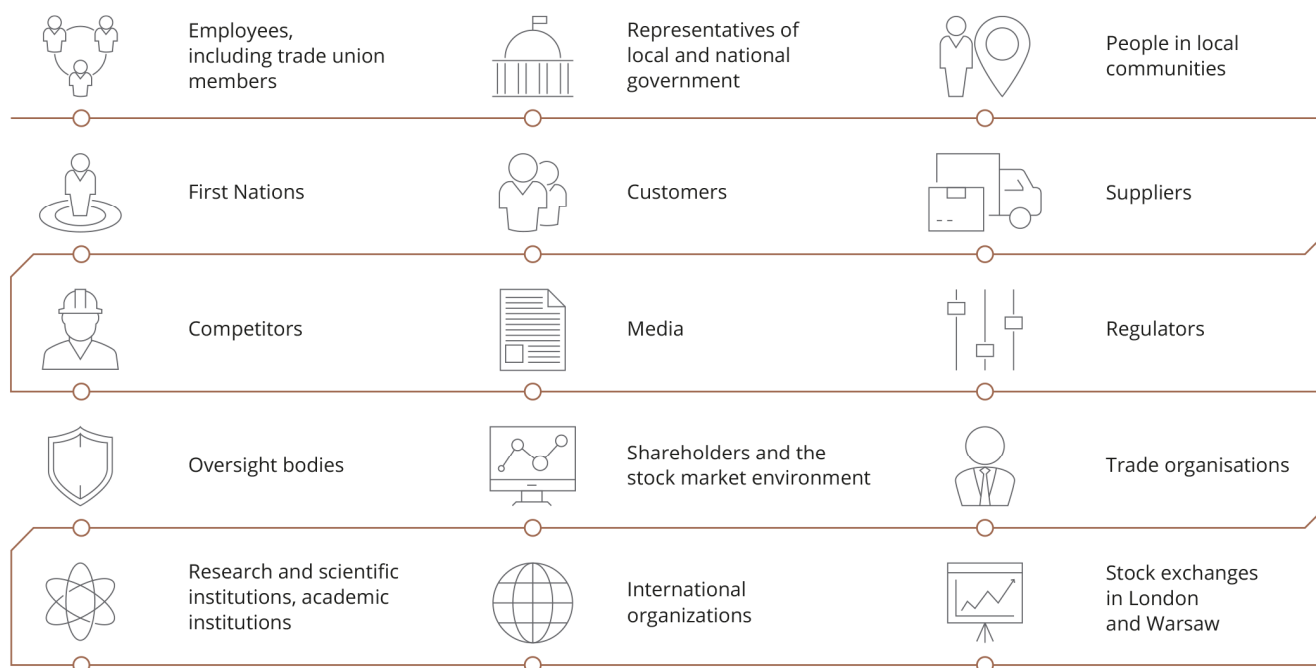 Employees,
including trade union
members
Representatives of
local and national
government
People in local
communities
First Nations
Customers
Suppliers
Competitors
Media
Regulators
Oversight bodies
Shareholders and the
stock market environment
Trade organisations
Research and scientific
institutions, academic
institutions
International
organizations
Stock exchanges
in London
and Warsaw